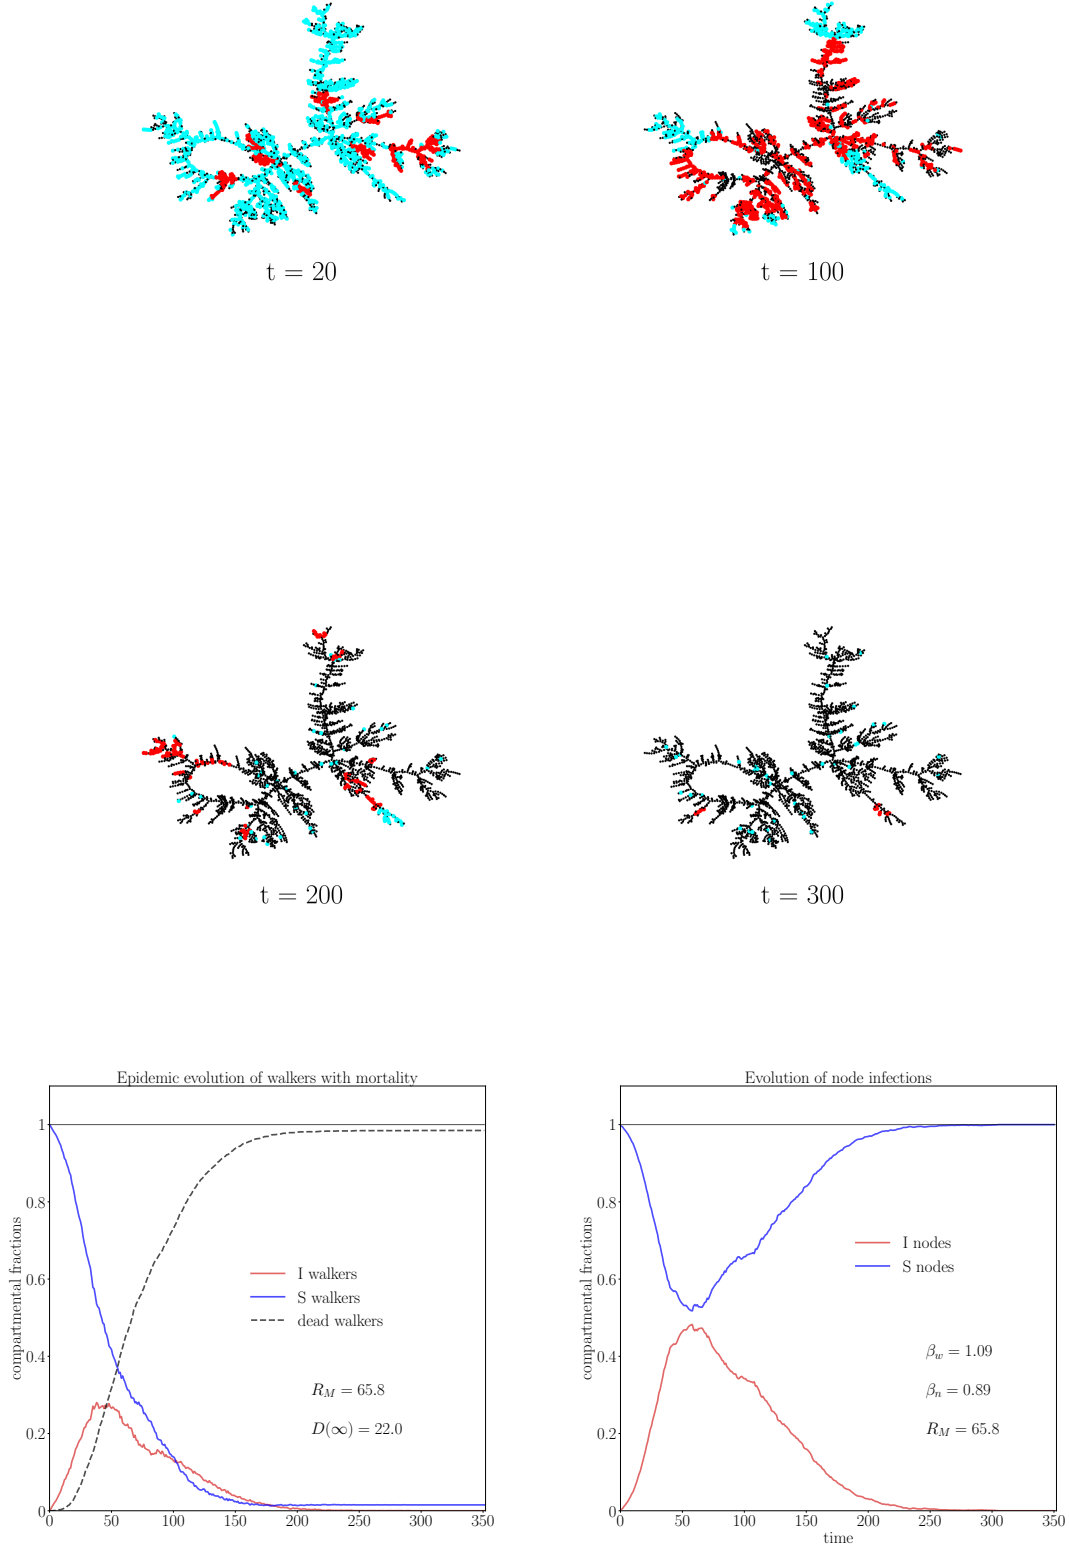 t = 20
t = 100
t = 200
t = 300
Epidemic evolution of walkers with mortality
compartmental fractions
1
0.8
0.6
0.4
0.2
0
0 50 100 150 200 250 300 350
I walkers
S walkers
dead walkers
R_M = 65.8
D(∞) = 22.0
Evolution of node infections
compartmental fractions
1
0.8
0.6
0.4
0.2
0
0 50 100 150 200 250 300 350
time
I nodes
S nodes
β_w = 1.09
β_n = 0.89
R_M = 65.8